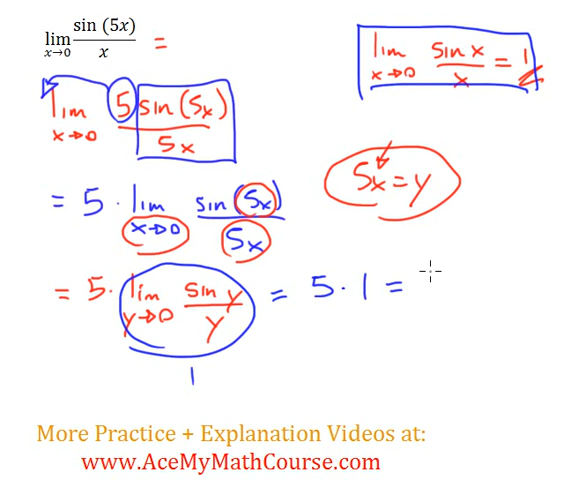 lim x→0 sin (5x) / x =
lim x→0 sin x / x = 1
lim x→0 5 sin(5x) / 5x
5x = y
= 5 · lim x→0 sin (5x) / 5x
= 5 · lim y→0 sin y / y = 5 · 1 =
1
More Practice + Explanation Videos at:
www.AceMyMathCourse.com